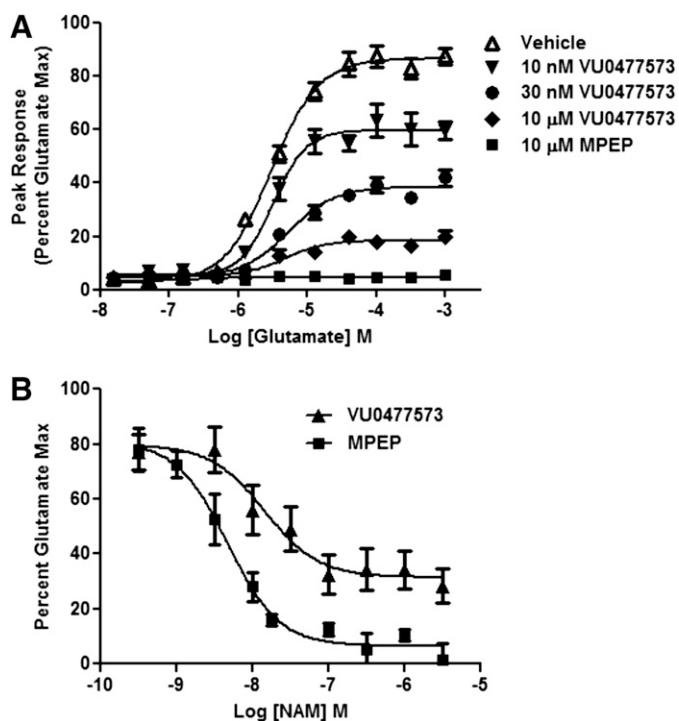 A
Peak Response
(Percent Glutamate Max)
100
80
60
40
20
0
-8
-7
-6
-5
-4
-3
Log [Glutamate] M
Vehicle
10 nM VU0477573
30 nM VU0477573
10 μM VU0477573
10 μM MPEP
B
Percent Glutamate Max
100
80
60
40
20
0
-10
-9
-8
-7
-6
-5
Log [NAM] M
VU0477573
MPEP